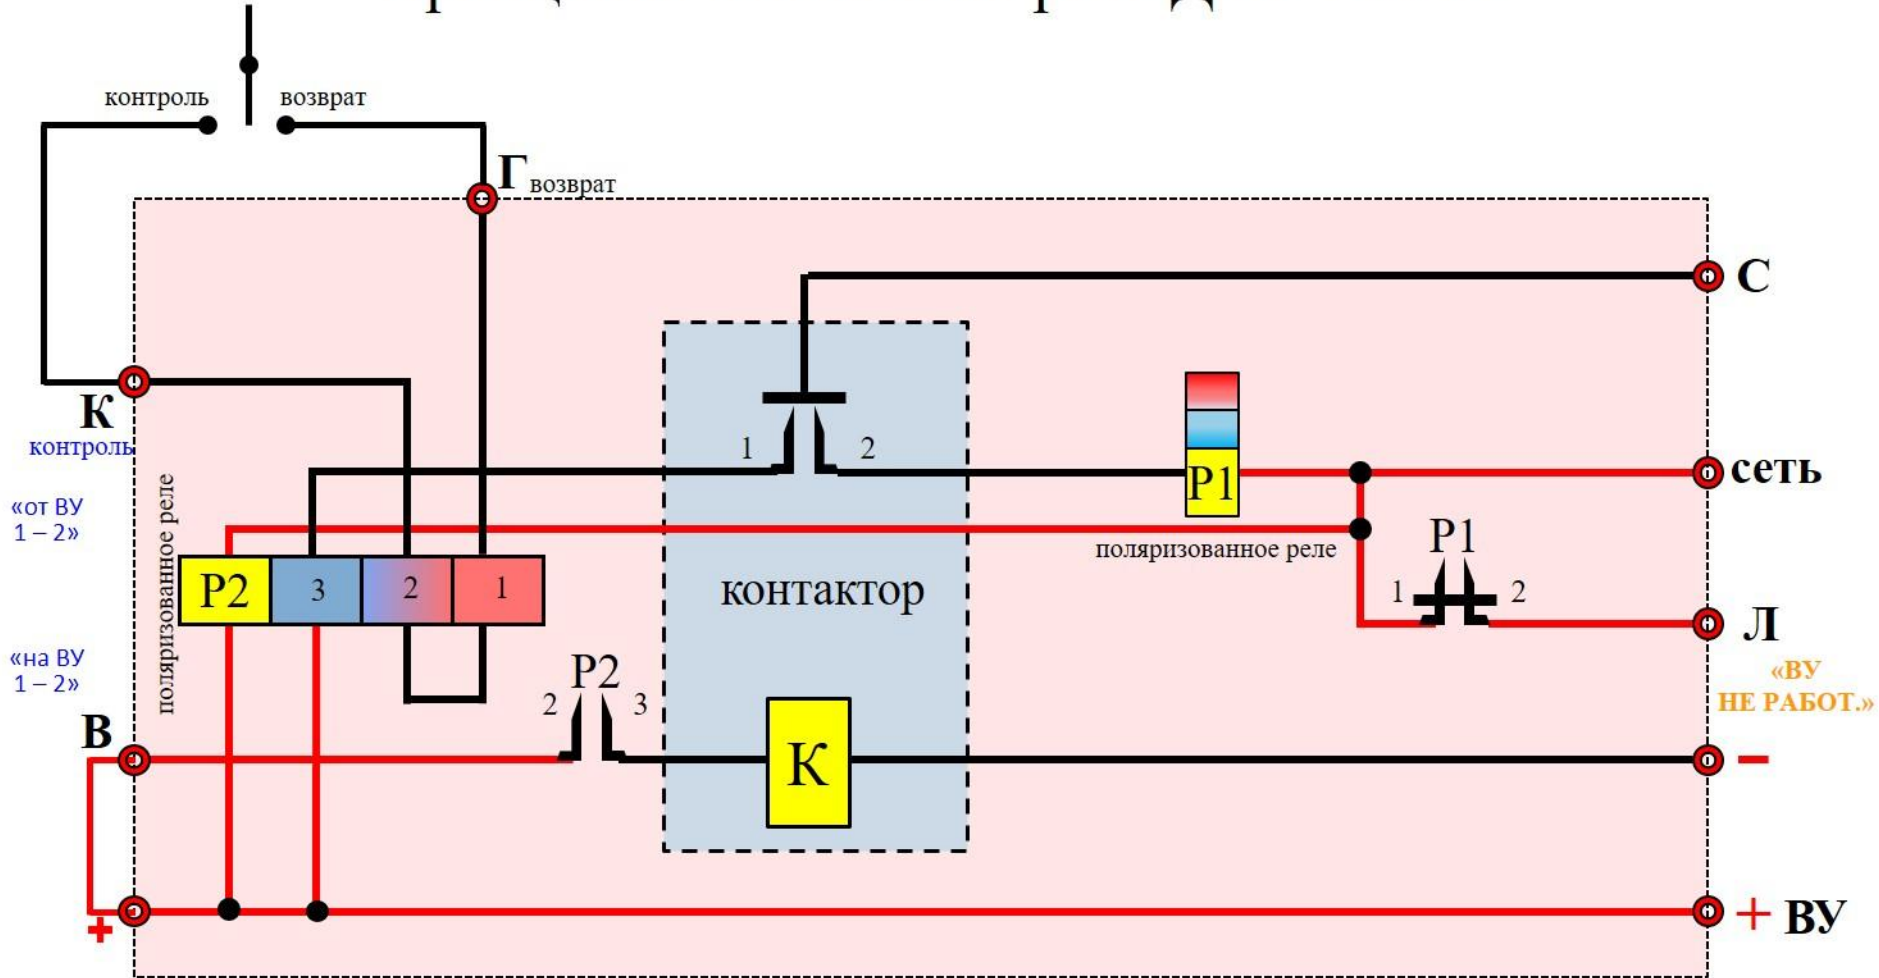 контроль
возврат
Г возврат
С
К
контроль
1
2
Р1
сеть
«от ВУ
1 – 2»
поляризованное реле
поляризованное реле
Р1
1
2
Р2
3
2
1
контактор
Л
«ВУ
НЕ РАБОТ.»
«на ВУ
1 – 2»
Р2
2
3
В
К
−
+
+ ВУ